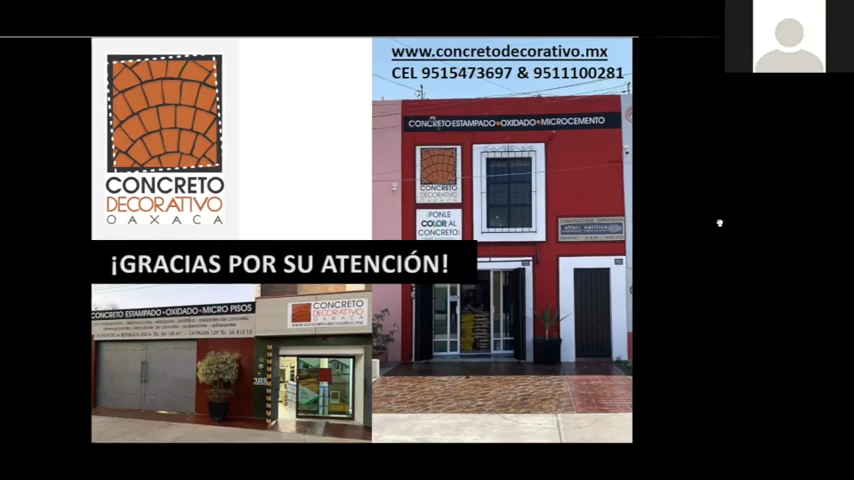 www.concretodecorativo.mx
CEL 9515473697 & 9511100281
CONCRETO
DECORATIVO
OAXACA
CONCRETO ESTAMPADO OXIDADO MICROCEMENTO
CONCRETO
¡PONLE
COLOR AL
CONCRETO!
¡GRACIAS POR SU ATENCIÓN!
CONCRETO ESTAMPADO OXIDADO MICRO PISOS
CONCRETO
DECORATIVO
OAXACA
www.concretodecorativo.mx